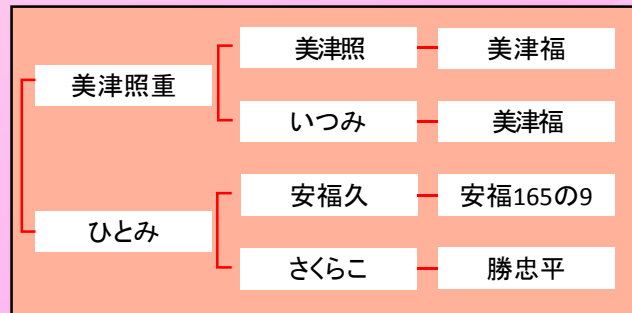 美津照重
美津照
美津福
いつみ
美津福
ひとみ
安福久
安福165の9
さくらこ
勝忠平